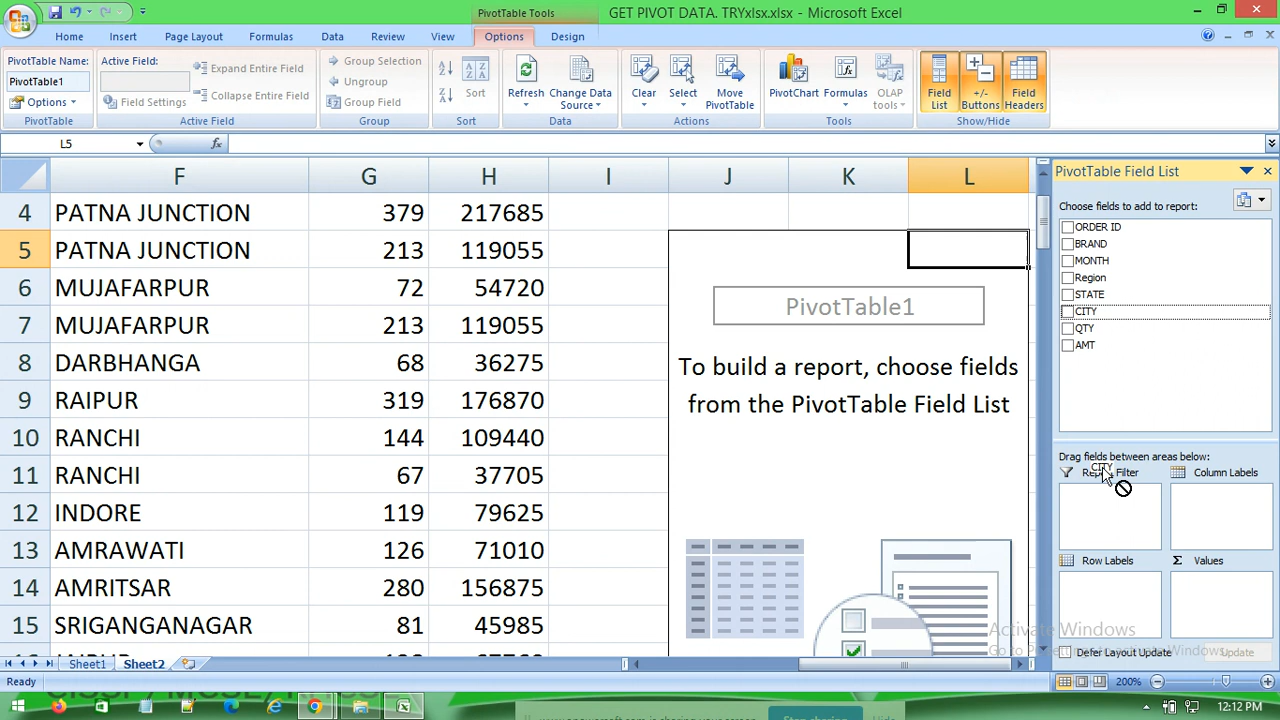 PivotTable Tools
GET PIVOT DATA. TRYxlsx.xlsx - Microsoft Excel
Home Insert Page Layout Formulas Data Review View Options Design
PivotTable Name:
PivotTable1
Options
PivotTable
Active Field:
Field Settings
Expand Entire Field
Collapse Entire Field
Active Field
Group Selection
Ungroup
Group Field
Group
Sort
Sort
Refresh
Change Data Source
Data
Clear
Select
Move PivotTable
Actions
PivotChart
Formulas
OLAP tools
Tools
Field List
+/- Buttons
Field Headers
Show/Hide
L5
fx
F G H I J K L
4 PATNA JUNCTION 379 217685
5 PATNA JUNCTION 213 119055
6 MUJAFARPUR 72 54720
7 MUJAFARPUR 213 119055
8 DARBHANGA 68 36275
9 RAIPUR 319 176870
10 RANCHI 144 109440
11 RANCHI 67 37705
12 INDORE 119 79625
13 AMRAWATI 126 71010
14 AMRITSAR 280 156875
15 SRIGANGANAGAR 81 45985
PivotTable1
To build a report, choose fields
from the PivotTable Field List
PivotTable Field List
Choose fields to add to report:
ORDER ID
BRAND
MONTH
Region
STATE
CITY
QTY
AMT
Drag fields between areas below:
CITY
Report Filter
Column Labels
Row Labels
Σ Values
Activate Windows
Defer Layout Update
Update
Sheet1 Sheet2
Ready
200%
Stop sharing
Hide
12:12 PM